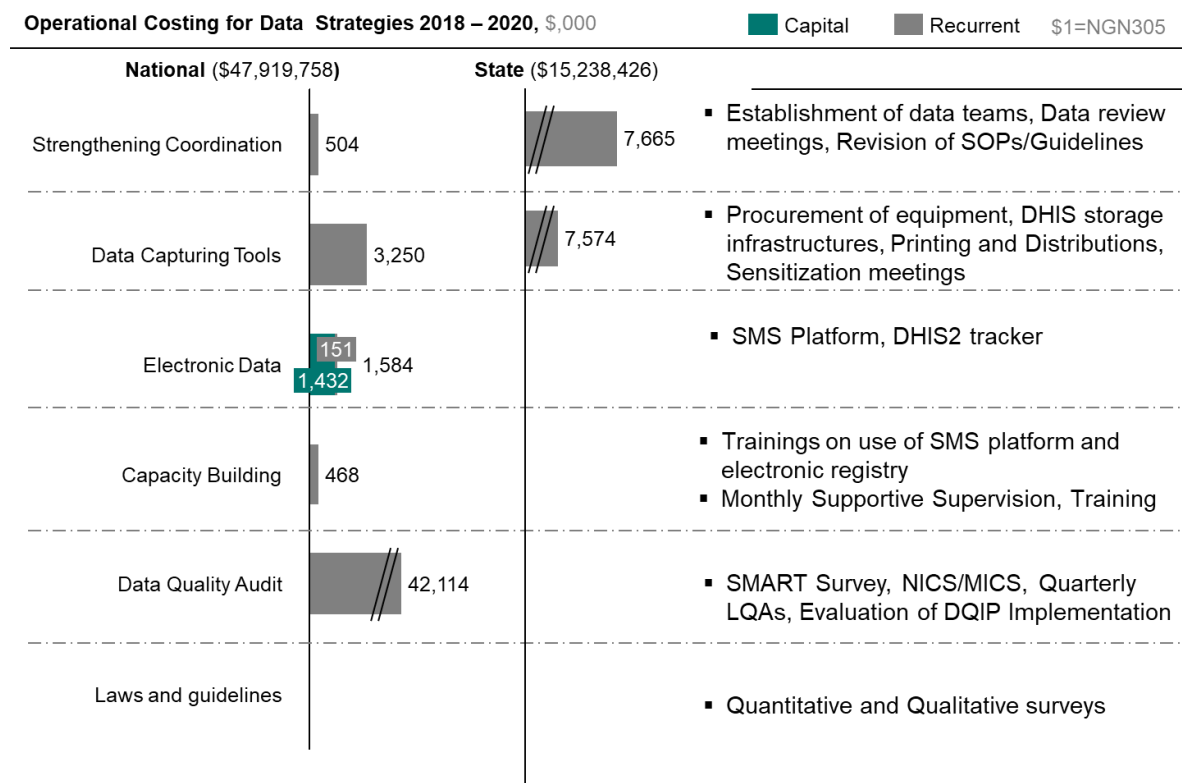 Operational Costing for Data Strategies 2018 – 2020, $,000
Capital
Recurrent
$1=NGN305
National ($47,919,758)
State ($15,238,426)
Strengthening Coordination
504
7,665
▪ Establishment of data teams, Data review
meetings, Revision of SOPs/Guidelines
Data Capturing Tools
3,250
7,574
▪ Procurement of equipment, DHIS storage
infrastructures, Printing and Distributions,
Sensitization meetings
Electronic Data
151
1,432
1,584
▪ SMS Platform, DHIS2 tracker
Capacity Building
468
▪ Trainings on use of SMS platform and
electronic registry
▪ Monthly Supportive Supervision, Training
Data Quality Audit
42,114
▪ SMART Survey, NICS/MICS, Quarterly
LQAs, Evaluation of DQIP Implementation
Laws and guidelines
▪ Quantitative and Qualitative surveys